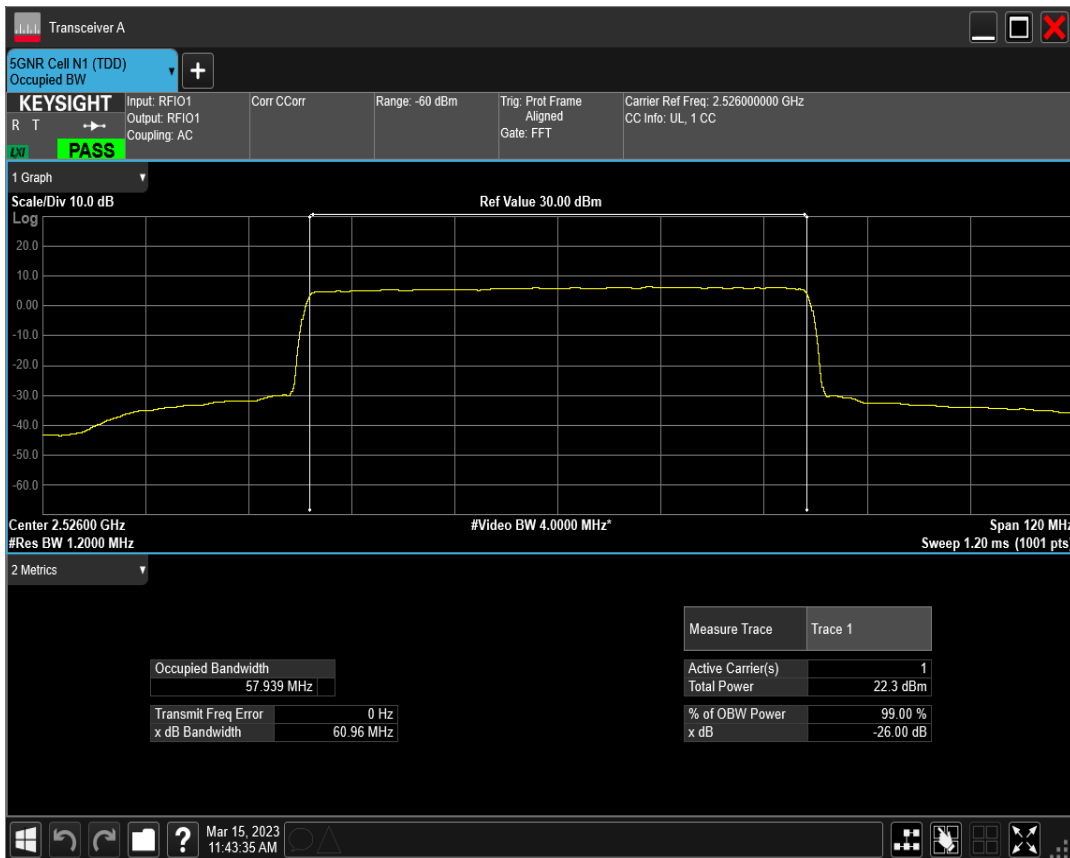 Transceiver A
5GNR Cell N1 (TDD)
Occupied BW
+
KEYSIGHT
R T
LXI
PASS
Input: RFIO1
Output: RFIO1
Coupling: AC
Corr CCorr
Range: -60 dBm
Trig: Prot Frame
Aligned
Gate: FFT
Carrier Ref Freq: 2.526000000 GHz
CC Info: UL, 1 CC
1 Graph
Scale/Div 10.0 dB
Ref Value 30.00 dBm
Log
20.0
10.0
0.00
-10.0
-20.0
-30.0
-40.0
-50.0
-60.0
Center 2.52600 GHz
#Video BW 4.0000 MHz*
Span 120 MHz
#Res BW 1.2000 MHz
Sweep 1.20 ms (1001 pts)
2 Metrics
Measure Trace Trace 1
Occupied Bandwidth
57.939 MHz
Active Carrier(s) 1
Total Power 22.3 dBm
Transmit Freq Error 0 Hz
x dB Bandwidth 60.96 MHz
% of OBW Power 99.00 %
x dB -26.00 dB
?
Mar 15, 2023
11:43:35 AM